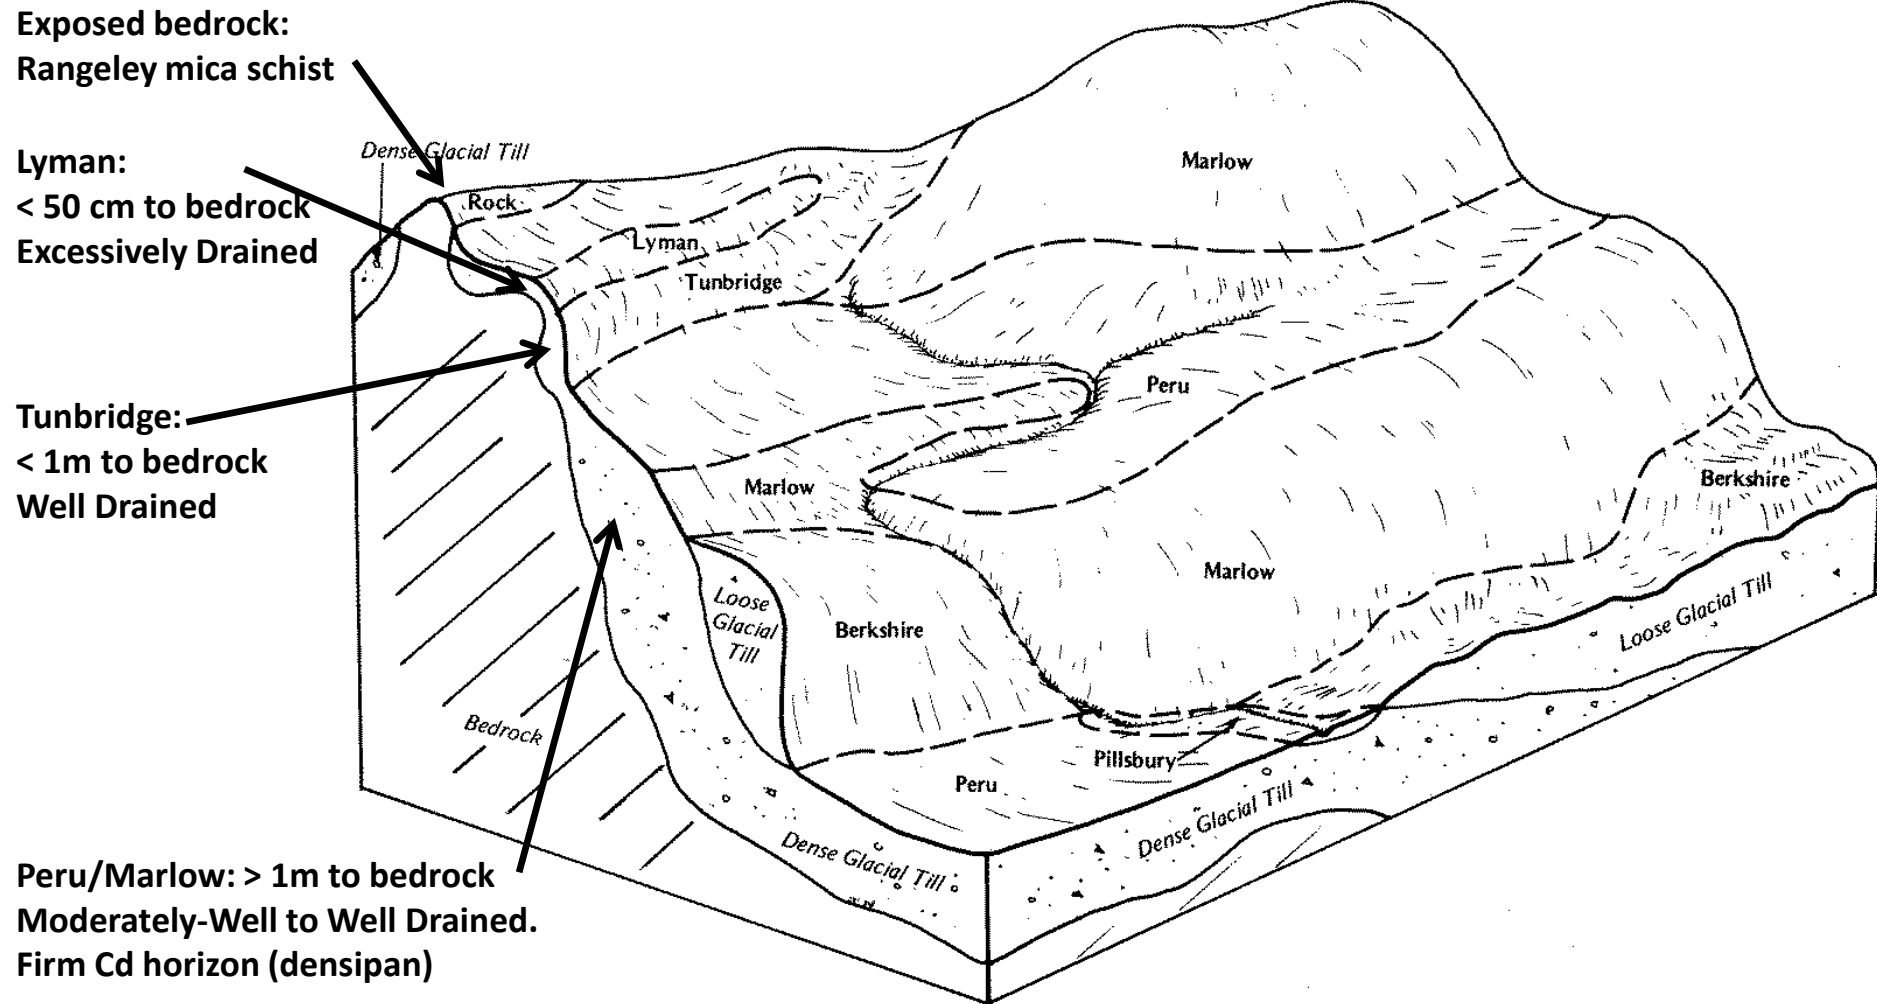 Exposed bedrock:
Rangeley mica schist
Lyman:
< 50 cm to bedrock
Excessively Drained
Tunbridge:
< 1m to bedrock
Well Drained
Peru/Marlow: > 1m to bedrock
Moderately-Well to Well Drained.
Firm Cd horizon (densipan)
Dense Glacial Till
Rock
Lyman
Tunbridge
Marlow
Peru
Marlow
Berkshire
Marlow
Loose
Glacial
Till
Berkshire
Loose Glacial Till
Bedrock
Pillsbury
Peru
Dense Glacial Till
Dense Glacial Till